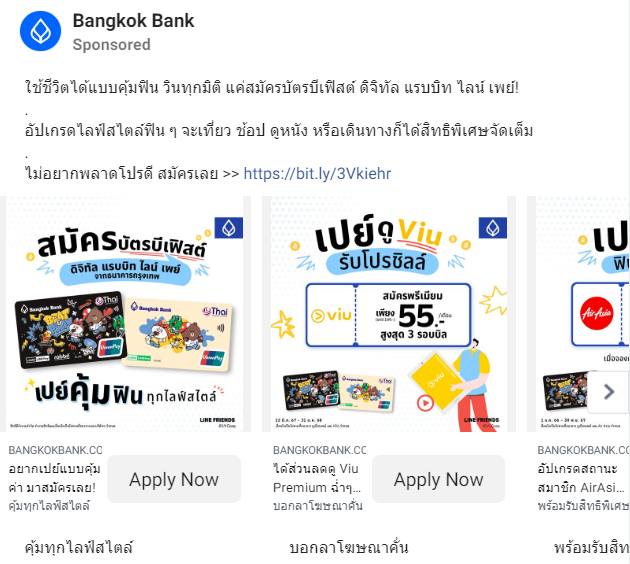 Bangkok Bank
Sponsored
ใช้ชีวิตได้แบบคุ้มฟิน วินทุกมิติ แค่สมัครบัตรบีเฟิสต์ ดิจิทัล แรบบิท ไลน์ เพย์!
.
อัปเกรดไลฟ์สไตล์ฟิน ๆ จะเที่ยว ช้อป ดูหนัง หรือเดินทางก็ได้สิทธิพิเศษจัดเต็ม
.
ไม่อยากพลาดโปรดี สมัครเลย >> https://bit.ly/3Vkiehr
สมัครบัตรบีเฟิสต์
ดิจิทัล แรบบิท ไลน์ เพย์
จากธนาคารกรุงเทพ
Bangkok Bank
Thai
UnionPay
Bangkok Bank
Thai
UnionPay
เปย์คุ้มฟิน ทุกไลฟ์สไตล์
LINE FRIENDS
เปย์ดู Viu
รับโปรชิลล์
viu
สมัครพรีเมียม
เพียง 55.- /เดือน
สูงสุด 3 รอบบิล
viu
LINE FRIENDS
เป
ฟิน
AirAsia
BANGKOKBANK.CO
อยากเปย์แบบคุ้ม
ค่า มาสมัครเลย!
คุ้มทุกไลฟ์สไตล์
Apply Now
BANGKOKBANK.CO
ได้ส่วนลดดู Viu
Premium ฉ่ำๆ...
บอกลาโฆษณาคั่น
Apply Now
BANGKOKBANK.CO
อัปเกรดสถานะ
สมาชิก AirAsi...
พร้อมรับสิทธิพิเศษ
คุ้มทุกไลฟ์สไตล์
บอกลาโฆษณาคั่น
พร้อมรับสิท